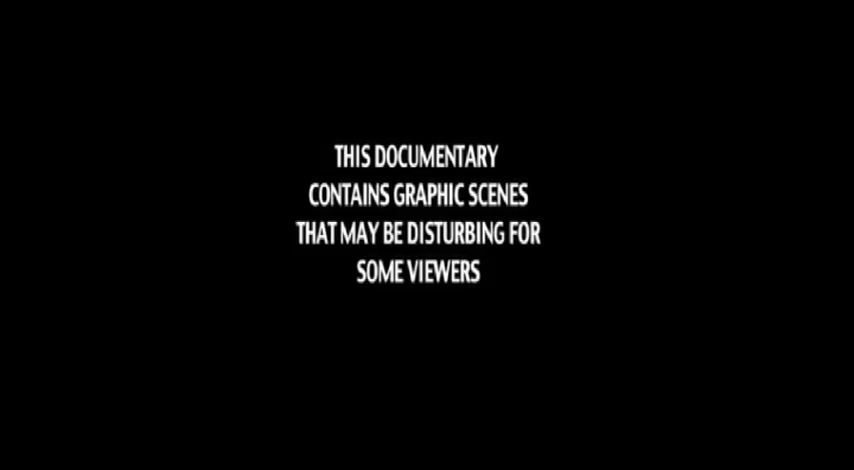 THIS DOCUMENTARY
CONTAINS GRAPHIC SCENES
THAT MAY BE DISTURBING FOR
SOME VIEWERS